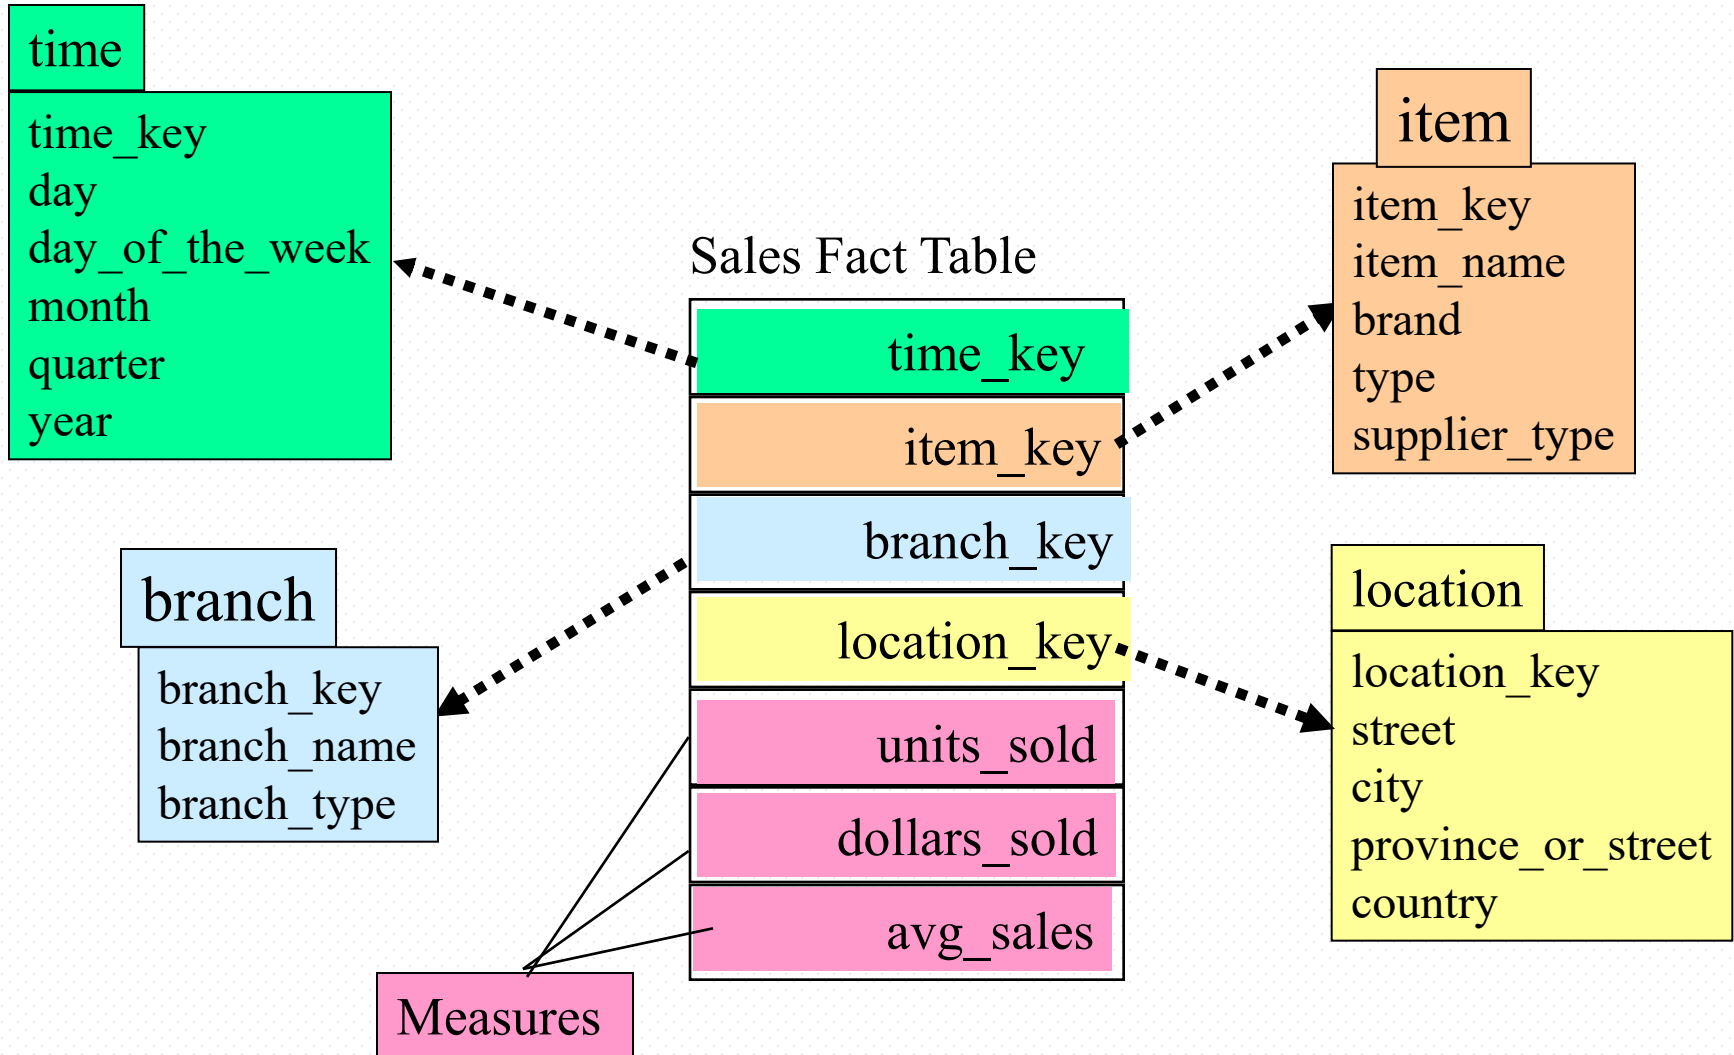 time
time_key
day
day_of_the_week
month
quarter
year
item
item_key
item_name
brand
type
supplier_type
Sales Fact Table
time_key
item_key
branch_key
location_key
units_sold
dollars_sold
avg_sales
branch
branch_key
branch_name
branch_type
location
location_key
street
city
province_or_street
country
Measures